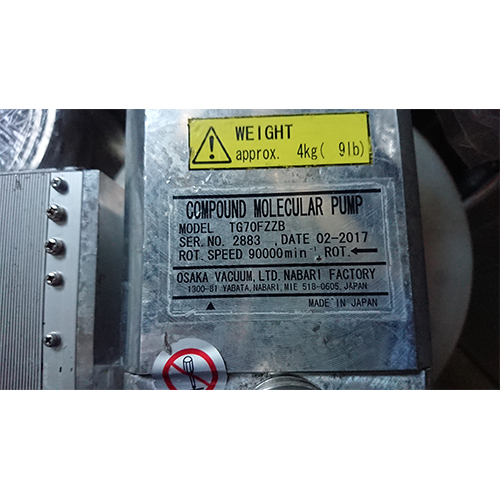 WEIGHT
approx. 4kg( 9lb)
COMPOUND MOLECULAR PUMP
MODEL TG70FZZB
SER.NO. 2883 ,DATE 02-2017
ROT.SPEED 90000min⁻¹,ROT.←
OSAKA VACUUM,LTD.NABARI FACTORY
1300-81 YABATA,NABARI,MIE 518-0605,JAPAN
▲ MADE IN JAPAN